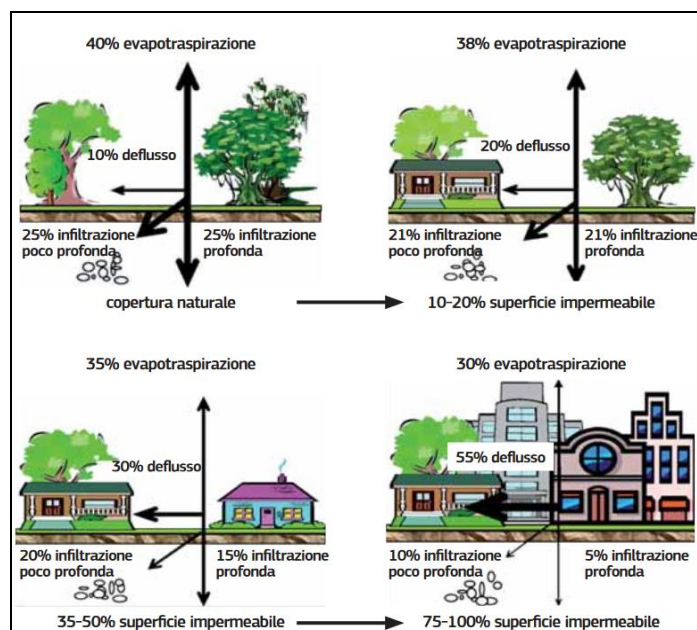 40% evapotraspirazione
10% deflusso
25% infiltrazione
poco profonda
25% infiltrazione
profonda
copertura naturale
38% evapotraspirazione
20% deflusso
21% infiltrazione
poco profonda
21% infiltrazione
profonda
10-20% superficie impermeabile
35% evapotraspirazione
30% deflusso
20% infiltrazione
poco profonda
15% infiltrazione
profonda
35-50% superficie impermeabile
30% evapotraspirazione
55% deflusso
10% infiltrazione
poco profonda
5% infiltrazione
profonda
75-100% superficie impermeabile